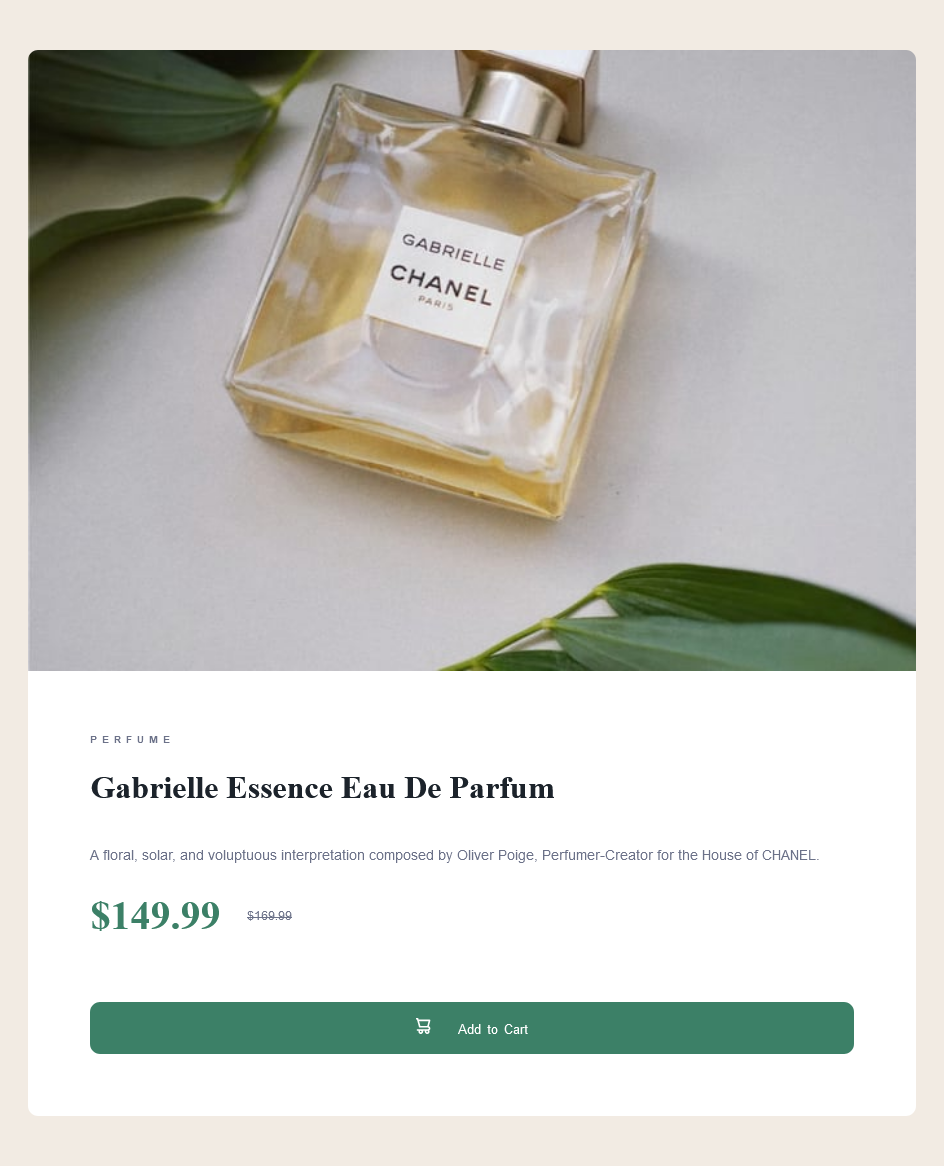 GABRIELLE
CHANEL
PARIS
PERFUME
Gabrielle Essence Eau De Parfum
A floral, solar, and voluptuous interpretation composed by Oliver Poige, Perfumer-Creator for the House of CHANEL.
$149.99 $169.99
Add to Cart